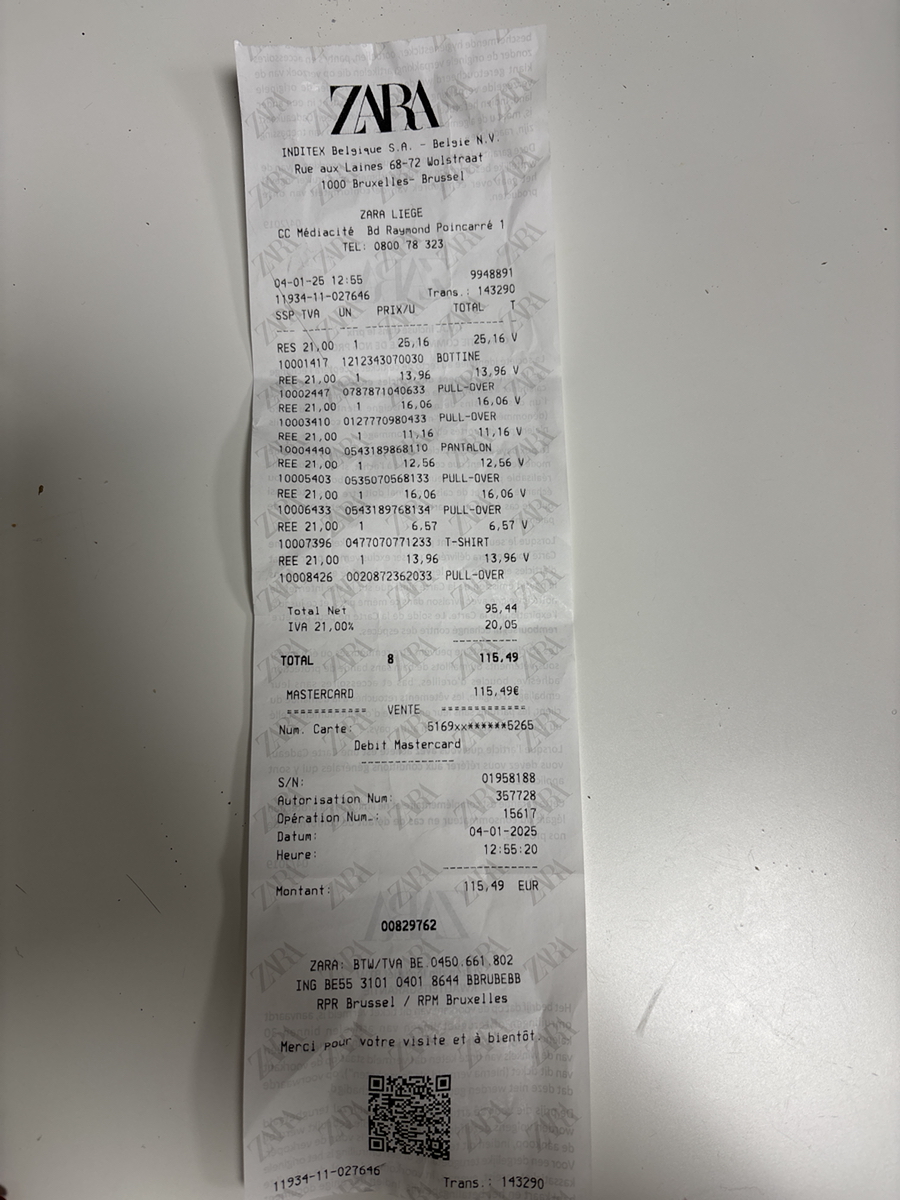 ZARA
INDITEX Belgique S.A. - Belgie N.V.
Rue aux Laines 68-72 Wolstraat
1000 Bruxelles- Brussel
ZARA LIEGE
CC Médiacité Bd Raymond Poincarré 1
TEL: 0800 78 323
04-01-25 12:55 9948891
11934-11-027646 Trans.: 143290
SSP TVA UN PRIX/U TOTAL T
--- ----- --- ---------- --------- ---
RES 21,00 1 25,16 25,16 V
10001417 1212343070030 BOTTINE
REE 21,00 1 13,96 13,96 V
10002447 0787871040633 PULL-OVER
REE 21,00 1 16,06 16,06 V
10003410 0127770980433 PULL-OVER
REE 21,00 1 11,16 11,16 V
10004440 0543189868110 PANTALON
REE 21,00 1 12,56 12,56 V
10005403 0535070568133 PULL-OVER
REE 21,00 1 16,06 16,06 V
10006433 0543189768134 PULL-OVER
REE 21,00 1 6,57 6,57 V
10007396 0477070771233 T-SHIRT
REE 21,00 1 13,96 13,96 V
10008426 0020872362033 PULL-OVER
Total Net 95,44
IVA 21,00% 20,05
----------
TOTAL 8 115,49
MASTERCARD 115,49€
============ VENTE =============
Num. Carte: 5169xx******5265
Debit Mastercard
--------------
S/N: 01958188
Autorisation Num: 357728
Opération Num.: 15617
Datum: 04-01-2025
Heure: 12:55:20
--------------
Montant: 115,49 EUR
00829762
ZARA: BTW/TVA BE.0450.661.802
ING BE55 3101 0401 8644 BBRUBEBB
RPR Brussel / RPM Bruxelles
Merci pour votre visite et à bientôt.
11934-11-027646 Trans.: 143290